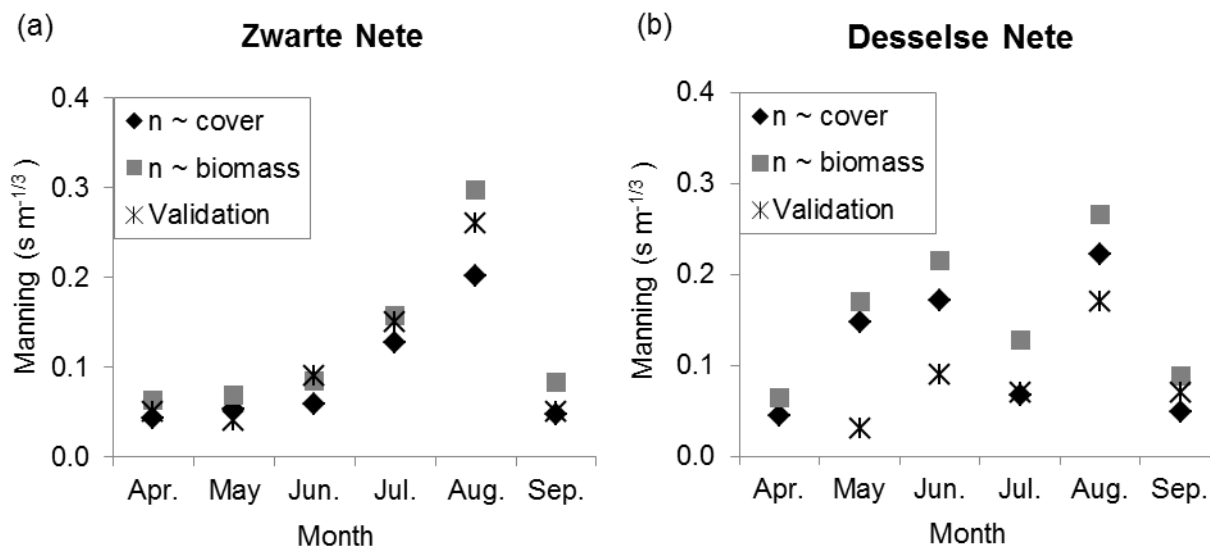 (a)
Zwarte Nete
Manning (s m-1/3)
0.4
0.3
0.2
0.1
0.0
n ~ cover
n ~ biomass
Validation
Apr. May Jun. Jul. Aug. Sep.
Month
(b)
Desselse Nete
Manning (s m-1/3)
0.4
0.3
0.2
0.1
0.0
n ~ cover
n ~ biomass
Validation
Apr. May Jun. Jul. Aug. Sep.
Month